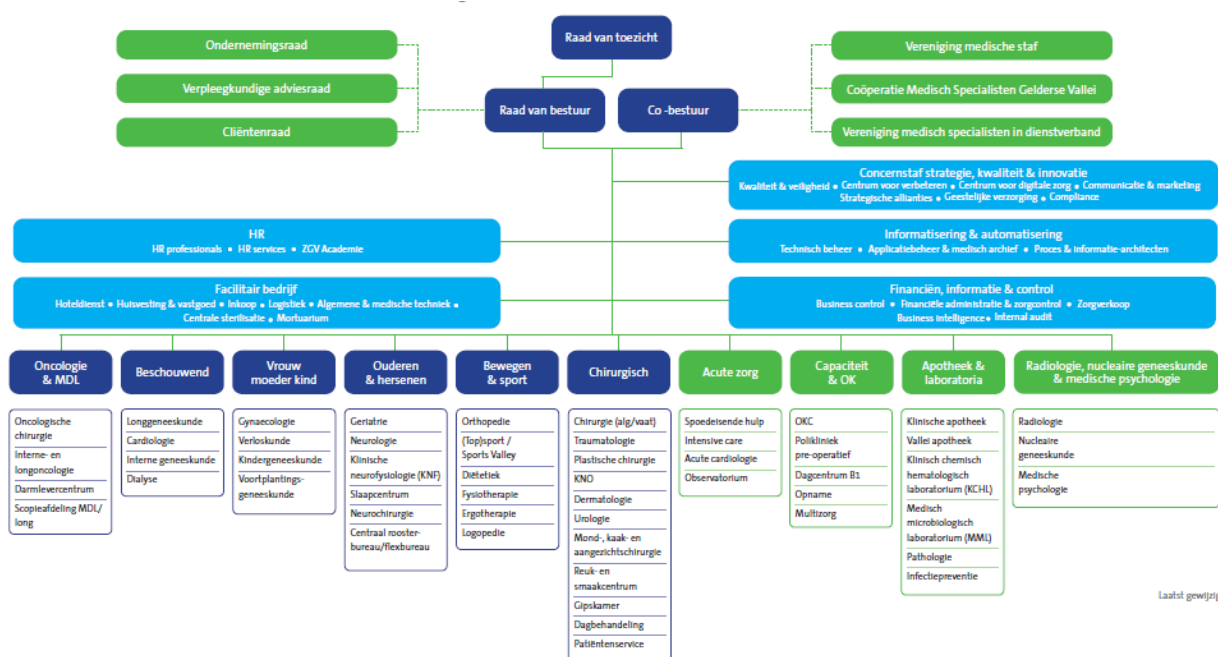 Raad van toezicht
Ondernemingsraad
Verpleegkundige adviesraad
Cliëntenraad
Raad van bestuur
Co -bestuur
Vereniging medische staf
Coöperatie Medisch Specialisten Gelderse Vallei
Vereniging medisch specialisten in dienstverband
Concernstaf strategie, kwaliteit & innovatie
Kwaliteit & veiligheid • Centrum voor verbeteren • Centrum voor digitale zorg • Communicatie & marketing
Strategische allianties • Geestelijke verzorging • Compliance
HR
HR professionals • HR services • ZGV Academie
Informatisering & automatisering
Technisch beheer • Applicatiebeheer & medisch archief • Proces & informatie-architecten
Facilitair bedrijf
Hoteldienst • Huisvesting & vastgoed • Inkoop • Logistiek • Algemene & medische techniek •
Centrale sterilisatie • Mortuarium
Financiën, informatie & control
Business control • Financiële administratie & zorgcontrol • Zorgverkoop
Business intelligence • Internal audit
Oncologie
& MDL
Oncologische
chirurgie
Interne- en
longoncologie
Darmlevercentrum
Scopieafdeling MDL/
long
Beschouwend
Longgeneeskunde
Cardiologie
Interne geneeskunde
Dialyse
Vrouw
moeder kind
Gynaecologie
Verloskunde
Kindergeneeskunde
Voortplantings-
geneeskunde
Ouderen
& hersenen
Geriatrie
Neurologie
Klinische
neurofysiologie (KNF)
Slaapcentrum
Neurochirurgie
Centraal rooster-
bureau/flexbureau
Bewegen
& sport
Orthopedie
(Top)sport /
Sports Valley
Diëtetiek
Fysiotherapie
Ergotherapie
Logopedie
Chirurgisch
Chirurgie (alg/vaat)
Traumatologie
Plastische chirurgie
KNO
Dermatologie
Urologie
Mond-, kaak- en
aangezichtschirurgie
Reuk- en
smaakcentrum
Gipskamer
Dagbehandeling
Patiëntenservice
Acute zorg
Spoedeisende hulp
Intensive care
Acute cardiologie
Observatorium
Capaciteit
& OK
OKC
Polikliniek
pre-operatief
Dagcentrum B1
Opname
Multizorg
Apotheek &
laboratoria
Klinische apotheek
Vallei apotheek
Klinisch chemisch
hematologisch
laboratorium (KCHL)
Medisch
microbiologisch
laboratorium (MML)
Pathologie
Infectiepreventie
Radiologie, nucleaire geneeskunde
& medische psychologie
Radiologie
Nucleaire
geneeskunde
Medische
psychologie
Laatst gewijzig